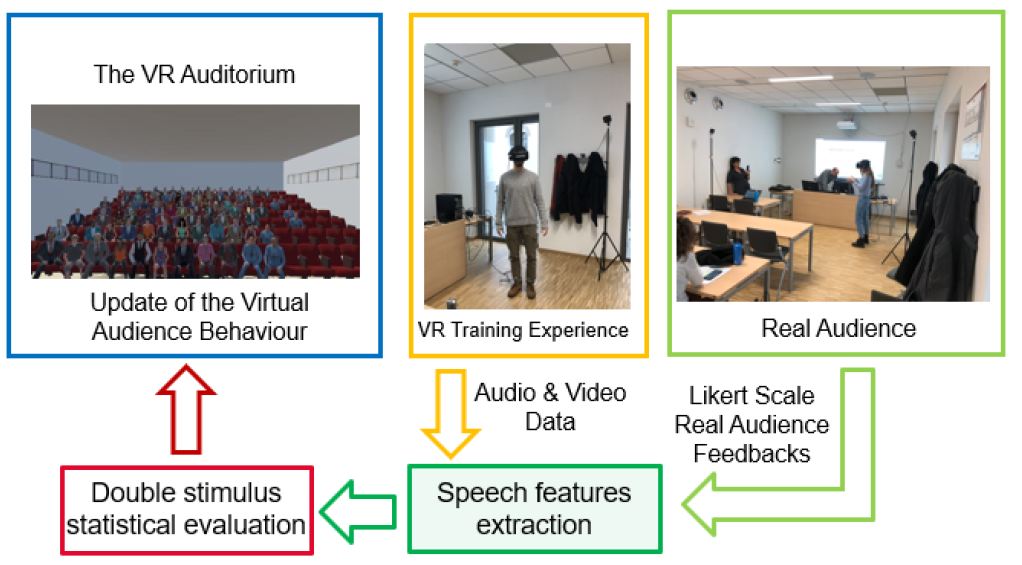 The VR Auditorium
Update of the Virtual
Audience Behaviour
VR Training Experience
Real Audience
Audio & Video
Data
Likert Scale
Real Audience
Feedbacks
Double stimulus
statistical evaluation
Speech features
extraction